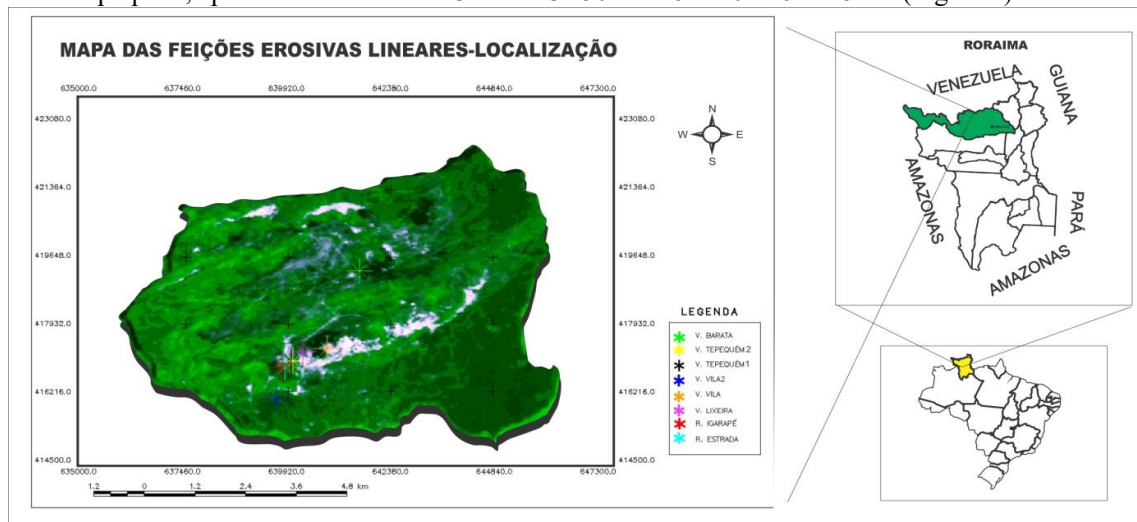 MAPA DAS FEIÇÕES EROSIVAS LINEARES-LOCALIZAÇÃO
635000.0 637460.0 639920.0 642380.0 644840.0 647300.0
423080.0 423080.0
421364.0 421364.0
419648.0 419648.0
417932.0 417932.0
416216.0 416216.0
414500.0 414500.0
635000.0 637460.0 639920.0 642380.0 644840.0 647300.0
1.2 0 1.2 2.4 3.6 4.8 km
N
W E
S
LEGENDA
V. BARATA
V. TEPEQUÉM2
V. TEPEQUÉM1
V. VILA2
V. VILA
V. LIXEIRA
R. IGARAPÉ
R. ESTRADA
RORAIMA
VENEZUELA
GUIANA
AMAZONAS
PARÁ
AMAZONAS